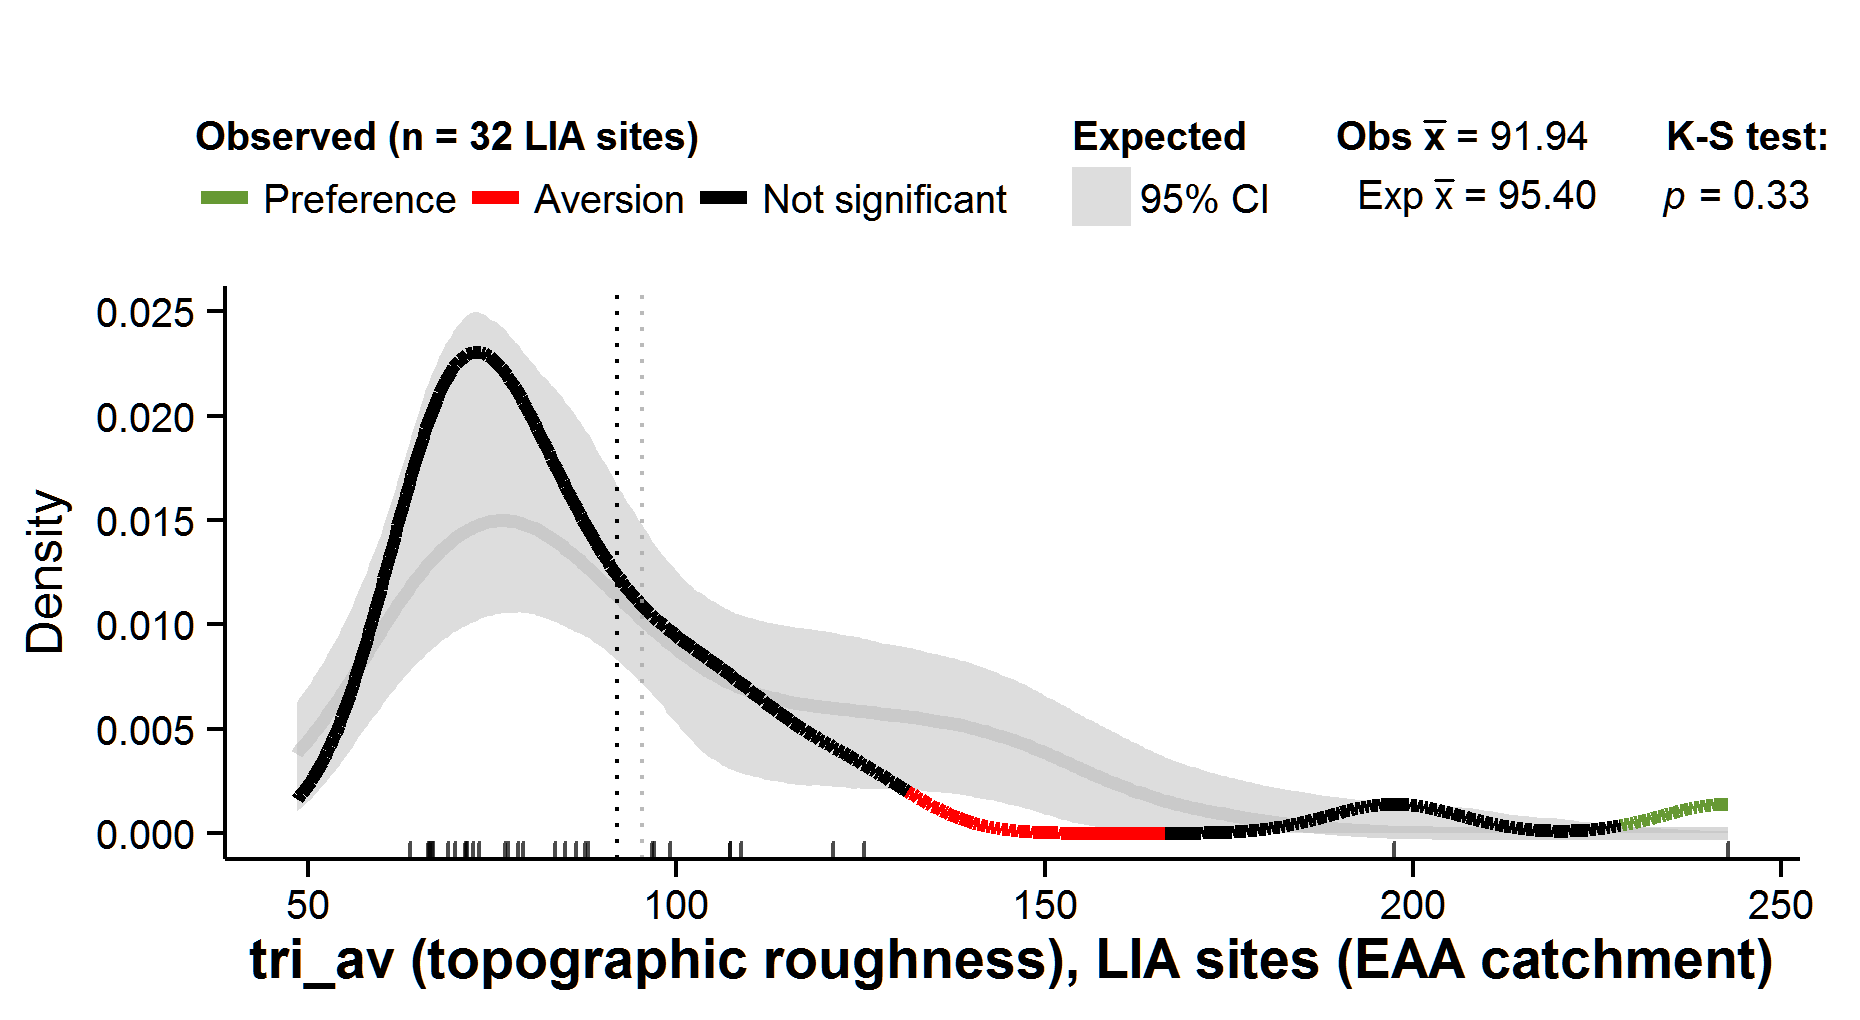 Observed (n = 32 LIA sites) Expected Obs x̅ = 91.94 K-S test:
Preference Aversion Not significant 95% CI Exp x̅ = 95.40 p = 0.33
0.025
0.020
0.015
0.010
0.005
0.000
Density
50 100 150 200 250
tri_av (topographic roughness), LIA sites (EAA catchment)